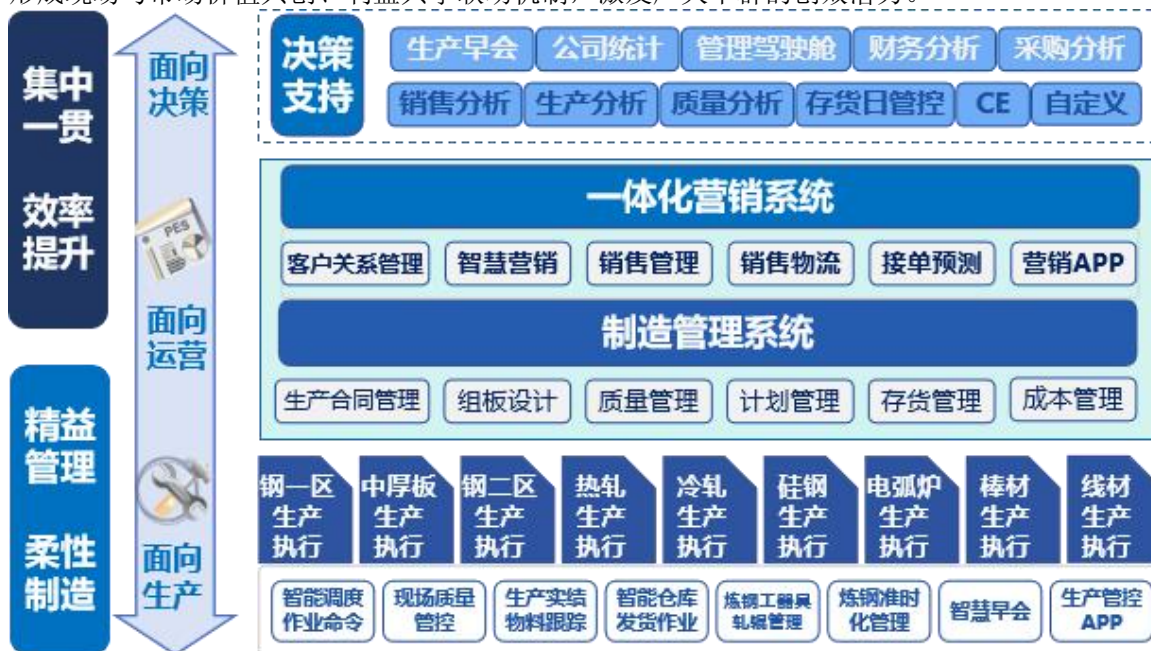 集中
一贯
效率
提升
精益
管理
柔性
制造
面向
决策
PES
面向
运营
面向
生产
决策
支持
生产早会 公司统计 管理驾驶舱 财务分析 采购分析
销售分析 生产分析 质量分析 存货日管控 CE 自定义
一体化营销系统
客户关系管理 智慧营销 销售管理 销售物流 接单预测 营销APP
制造管理系统
生产合同管理 组板设计 质量管理 计划管理 存货管理 成本管理
钢一区
生产
执行
中厚板
生产
执行
钢二区
生产
执行
热轧
生产
执行
冷轧
生产
执行
硅钢
生产
执行
电弧炉
生产
执行
棒材
生产
执行
线材
生产
执行
智能调度
作业命令
现场质量
管控
生产实结
物料跟踪
智能仓库
发货作业
炼钢工器具
轧辊管理
炼钢准时
化管理
智慧早会
生产管控
APP